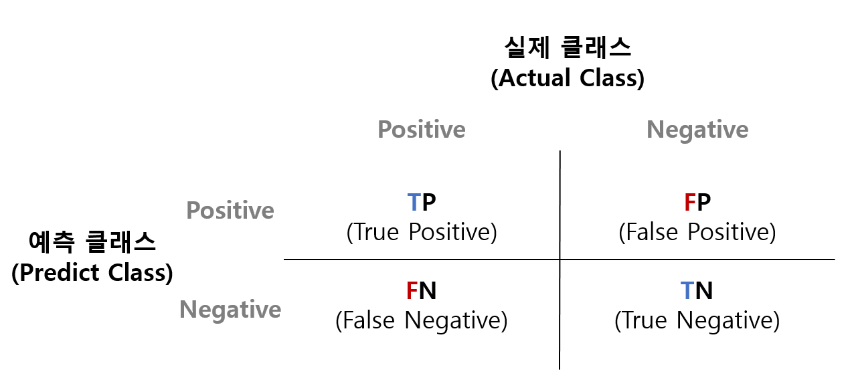 실제 클래스
(Actual Class)
Positive Negative
Positive TP FP
(True Positive) (False Positive)
예측 클래스
(Predict Class)
Negative FN TN
(False Negative) (True Negative)